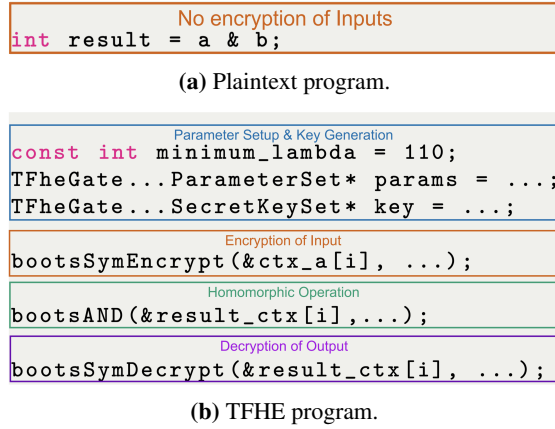 No encryption of Inputs
int result = a & b;
(a) Plaintext program.
Parameter Setup & Key Generation
const int minimum_lambda = 110;
TFheGate...ParameterSet* params = ...;
TFheGate...SecretKeySet* key = ...;
Encryption of Input
bootsSymEncrypt(&ctx_a[i], ...);
Homomorphic Operation
bootsAND(&result_ctx[i],...);
Decryption of Output
bootsSymDecrypt(&result_ctx[i], ...);
(b) TFHE program.